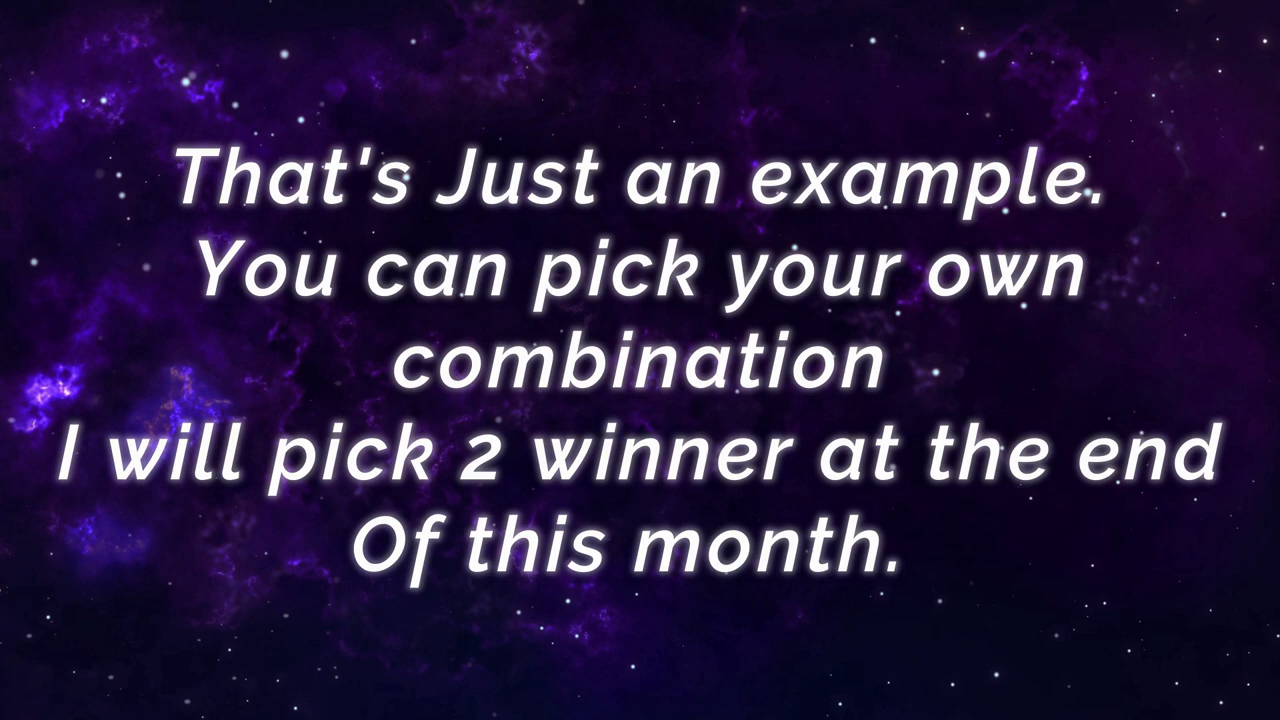 That's Just an example.
You can pick your own
combination
I will pick 2 winner at the end
Of this month.